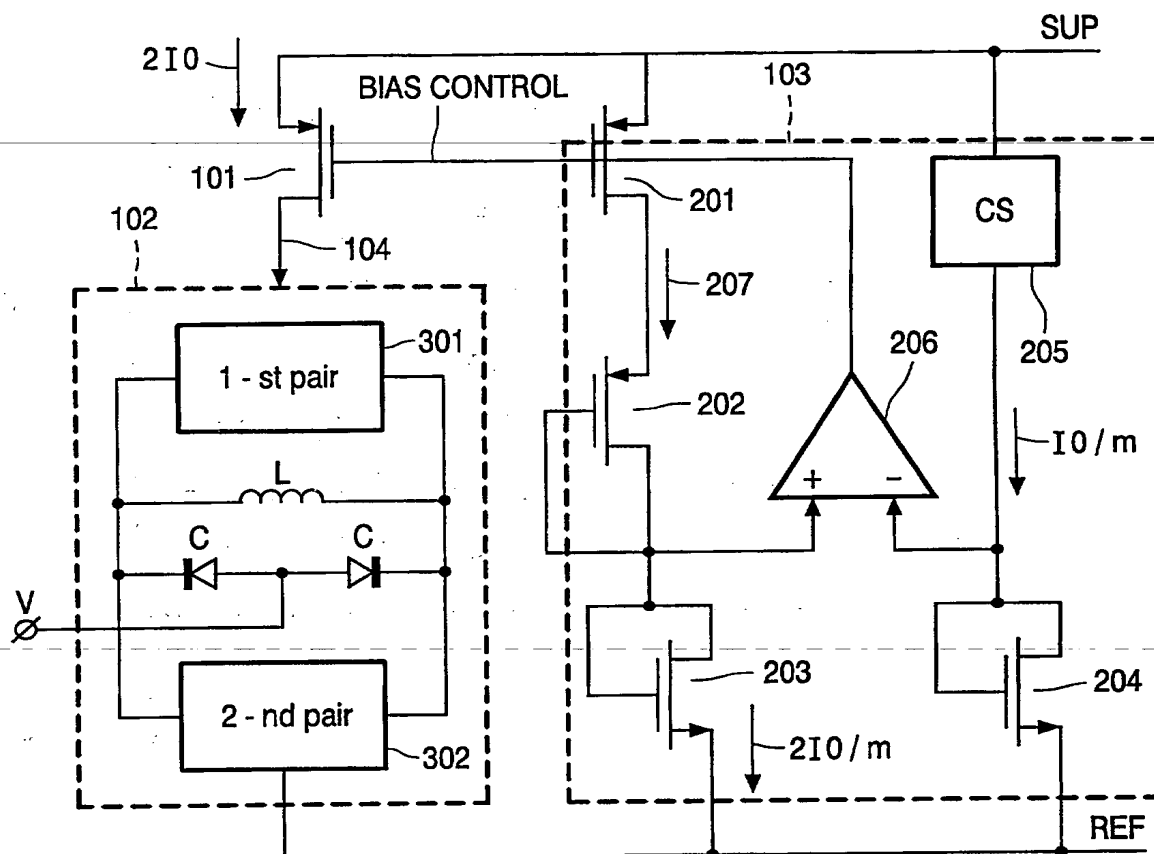 SUP
2I0
103
BIAS CONTROL
101
201
CS
102
104
207
205
301
206
1 - st pair
202
I0/m
L
+ -
C C
V
203
204
2 - nd pair
302
2I0/m
REF